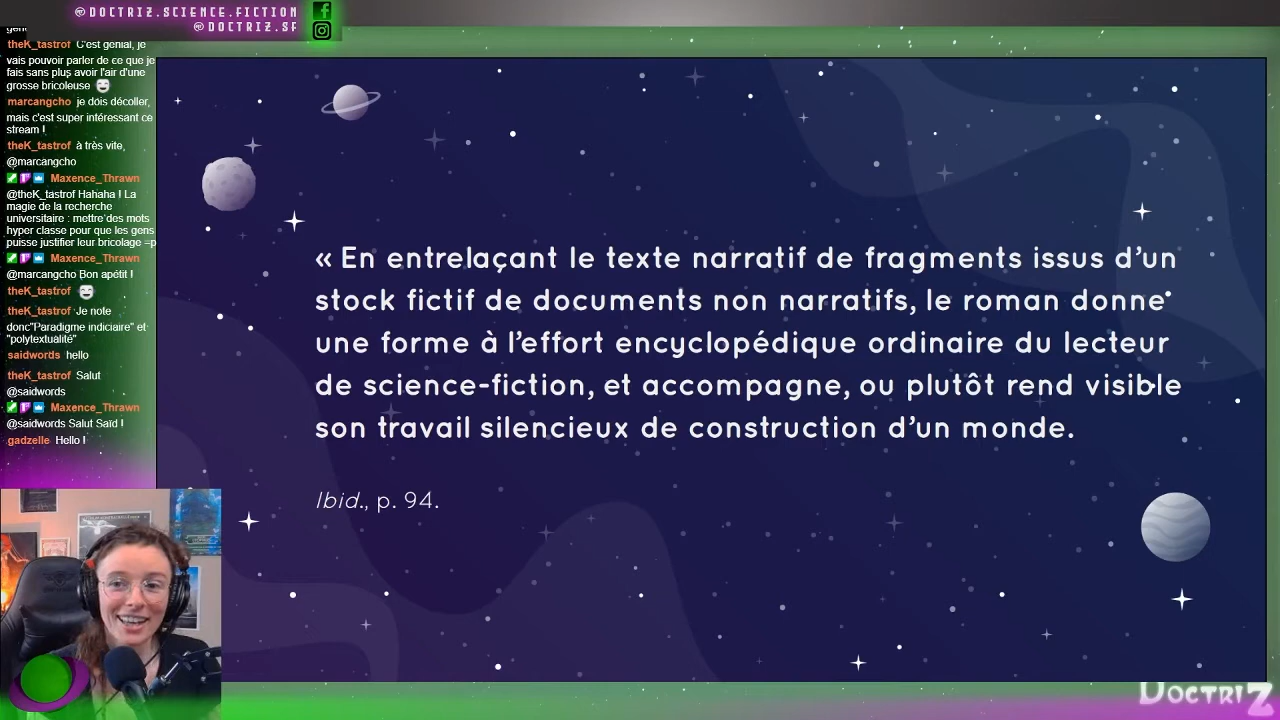 @DOCTRIZ.SCIENCE.FICTION
@DOCTRIZ.SF
theK_tastrof C'est génial, je
vais pouvoir parler de ce que je
fais sans plus avoir l'air d'une
grosse bricoleuse
marcangcho je dois décoller,
mais c'est super intéressant ce
stream !
theK_tastrof à très vite,
@marcangcho
Maxence_Thrawn
@theK_tastrof Hahaha ! La
magie de la recherche
universitaire : mettre des mots
hyper classe pour que les gens
puisse justifier leur bricolage =p
Maxence_Thrawn
@marcangcho Bon apétit !
theK_tastrof
theK_tastrof Je note
donc"Paradigme indiciaire" et
"polytextualité"
saidwords hello
theK_tastrof Salut
@saidwords
Maxence_Thrawn
@saidwords Salut Saïd !
gadzelle Hello !
« En entrelaçant le texte narratif de fragments issus d'un
stock fictif de documents non narratifs, le roman donne
une forme à l'effort encyclopédique ordinaire du lecteur
de science-fiction, et accompagne, ou plutôt rend visible
son travail silencieux de construction d'un monde.
Ibid., p. 94.
DOCTRIZ